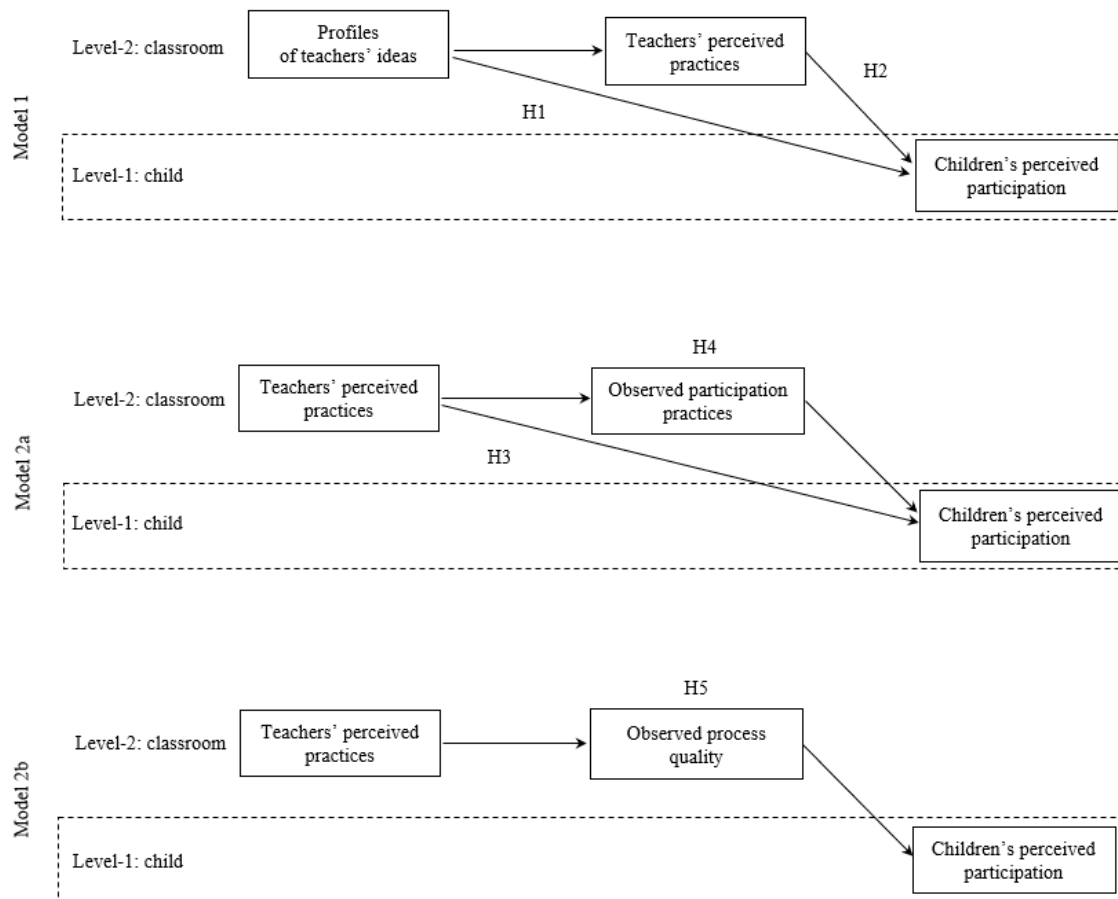 Model 1
Level-2: classroom
Profiles
of teachers’ ideas
Teachers’ perceived
practices
H1
H2
Level-1: child
Children’s perceived
participation
Model 2a
Level-2: classroom
Teachers’ perceived
practices
H4
Observed participation
practices
H3
Level-1: child
Children’s perceived
participation
Model 2b
Level-2: classroom
Teachers’ perceived
practices
H5
Observed process
quality
Level-1: child
Children’s perceived
participation